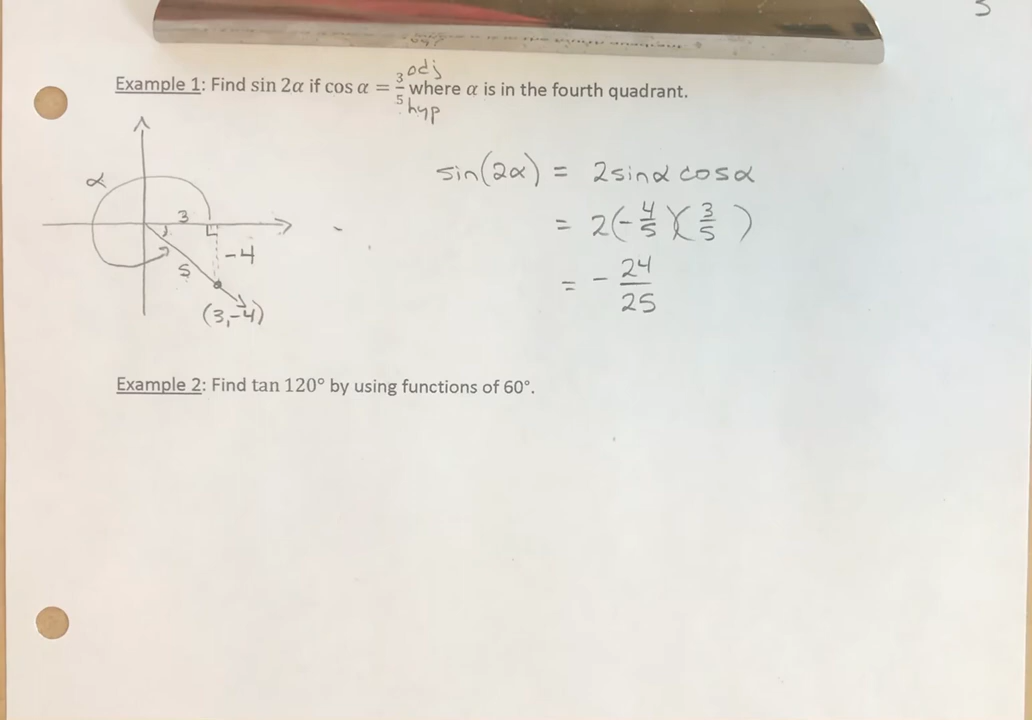 5
Example 1: Find sin 2α if cos α = 3/5 where α is in the fourth quadrant.
adj
hyp
α
3
-4
5
(3,-4)
sin(2α) = 2sinα cosα
= 2(-4/5)(3/5)
= -24/25
Example 2: Find tan 120° by using functions of 60°.